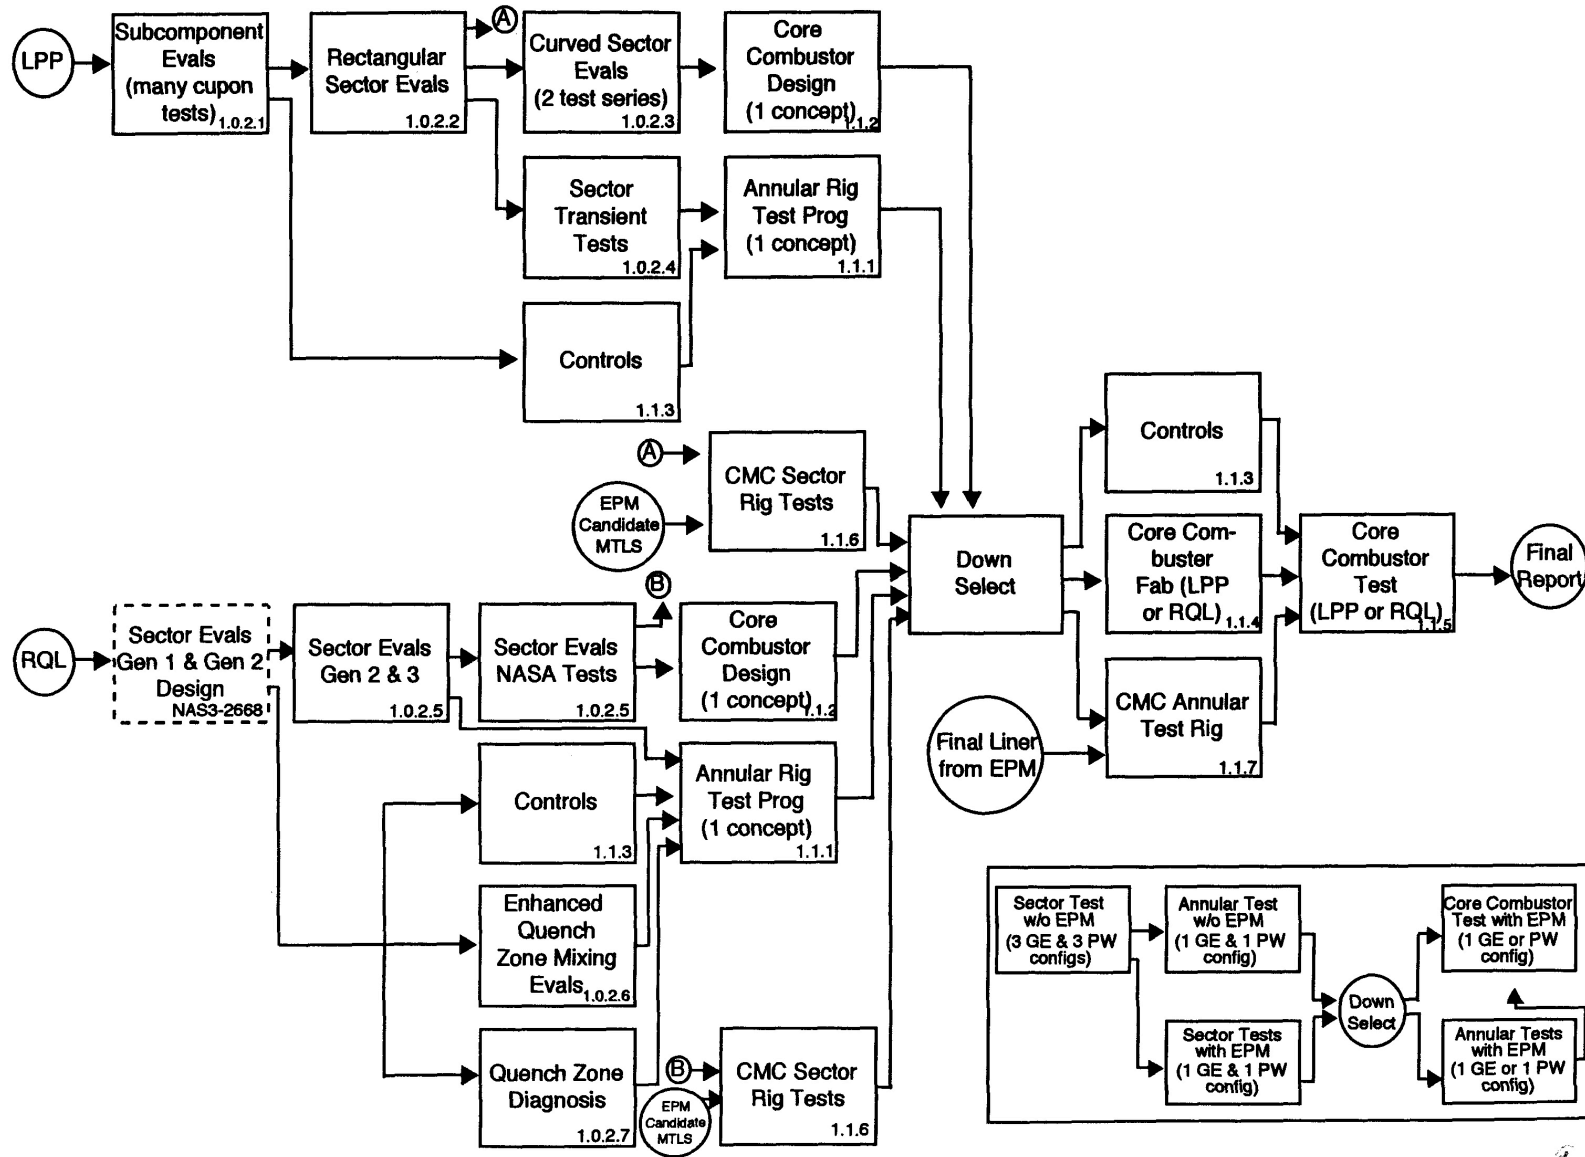 LPP
Subcomponent
Evals
(many cupon
tests)
1.0.2.1
Rectangular
Sector Evals
1.0.2.2
A
Curved Sector
Evals
(2 test series)
1.0.2.3
Core
Combustor
Design
(1 concept)
1.1.2
Sector
Transient
Tests
1.0.2.4
Annular Rig
Test Prog
(1 concept)
1.1.1
Controls
1.1.3
A
EPM
Candidate
MTLS
CMC Sector
Rig Tests
1.1.6
Down
Select
Controls
1.1.3
Core Com-
buster
Fab (LPP
or RQL)
1.1.4
Core
Combustor
Test
(LPP or RQL)
1.1.5
Final
Report
CMC Annular
Test Rig
1.1.7
Final Liner
from EPM
RQL
Sector Evals
Gen 1 & Gen 2
Design
NAS3-2668
Sector Evals
Gen 2 & 3
1.0.2.5
Sector Evals
NASA Tests
1.0.2.5
B
Core
Combustor
Design
(1 concept)
1.1.2
Controls
1.1.3
Annular Rig
Test Prog
(1 concept)
1.1.1
Enhanced
Quench
Zone Mixing
Evals
1.0.2.6
Quench Zone
Diagnosis
1.0.2.7
B
EPM
Candidate
MTLS
CMC Sector
Rig Tests
1.1.6
Sector Test
w/o EPM
(3 GE & 3 PW
configs)
Annular Test
w/o EPM
(1 GE & 1 PW
config)
Core Combustor
Test with EPM
(1 GE or PW
config)
Down
Select
Sector Tests
with EPM
(1 GE & 1 PW
config)
Annular Tests
with EPM
(1 GE or 1 PW
config)